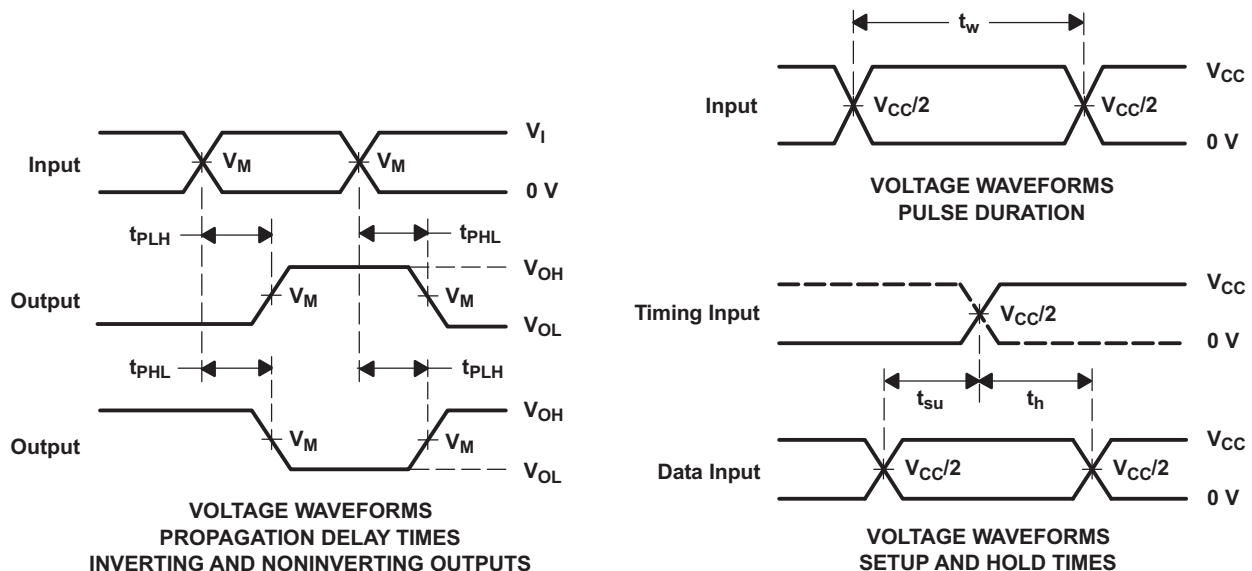 Input
V_M
V_M
V_I
0 V
t_PLH
t_PHL
Output
V_M
V_M
V_OH
V_OL
t_PHL
t_PLH
Output
V_M
V_M
V_OH
V_OL
VOLTAGE WAVEFORMS
PROPAGATION DELAY TIMES
INVERTING AND NONINVERTING OUTPUTS
t_w
Input
V_CC/2
V_CC/2
V_CC
0 V
VOLTAGE WAVEFORMS
PULSE DURATION
Timing Input
V_CC/2
V_CC
0 V
t_su
t_h
Data Input
V_CC/2
V_CC/2
V_CC
0 V
VOLTAGE WAVEFORMS
SETUP AND HOLD TIMES